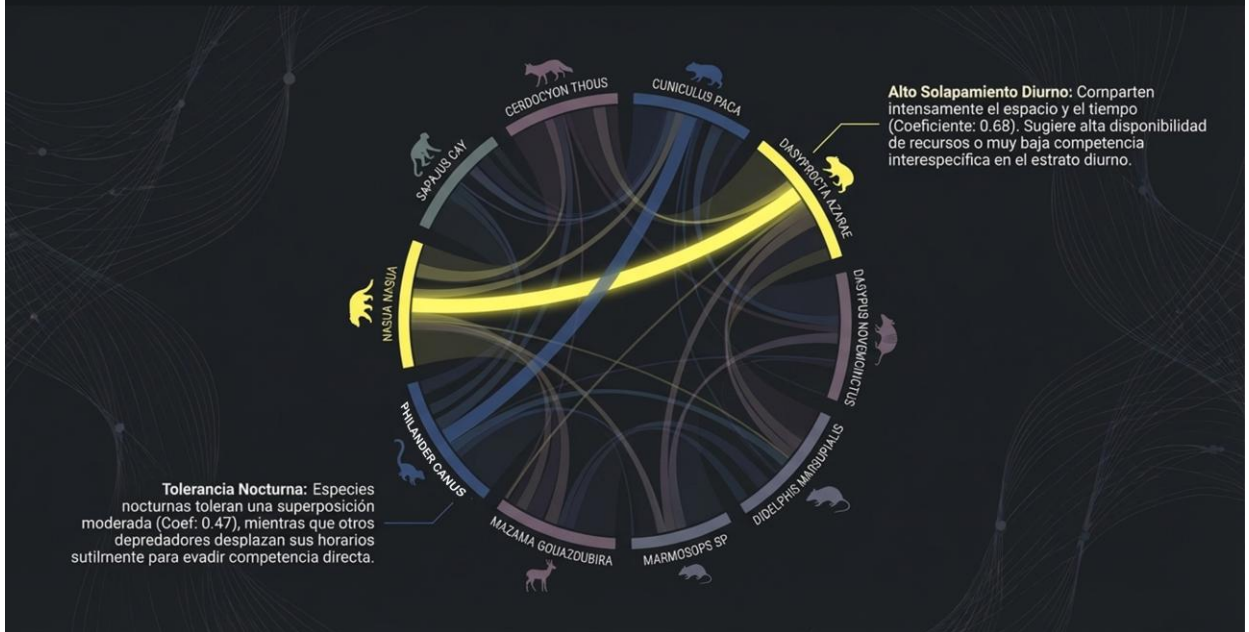 CERDOCYON THOUS
CUNICULUS PACA
SAPAJUS CAY
DASYPROCTA AZARAE
Alto Solapamiento Diurno: Comparten
intensamente el espacio y el tiempo
(Coeficiente: 0.68). Sugiere alta disponibilidad
de recursos o muy baja competencia
interespecífica en el estrato diurno.
NASUA NASUA
DASYPUS NOVEMCINCTUS
PHILANDER CANUS
DIDELPHIS MARSUPIALIS
MAZAMA GOUAZOUBIRA
MARMOSOPS SP
Tolerancia Nocturna: Especies
nocturnas toleran una superposición
moderada (Coef: 0.47), mientras que otros
depredadores desplazan sus horarios
sutilmente para evadir competencia directa.